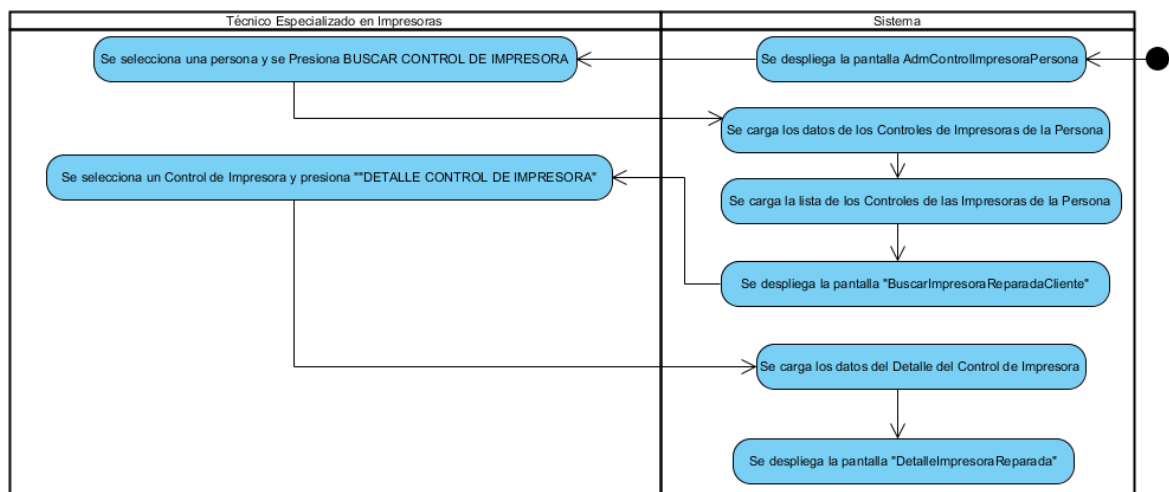 Técnico Especializado en Impresoras
Sistema
Se selecciona una persona y se Presiona BUSCAR CONTROL DE IMPRESORA
Se despliega la pantalla AdmControlImpresoraPersona
Se carga los datos de los Controles de Impresoras de la Persona
Se selecciona un Control de Impresora y presiona ""DETALLE CONTROL DE IMPRESORA"
Se carga la lista de los Controles de las Impresoras de la Persona
Se despliega la pantalla "BuscarImpresoraReparadaCliente"
Se carga los datos del Detalle del Control de Impresora
Se despliega la pantalla "DetalleImpresoraReparada"